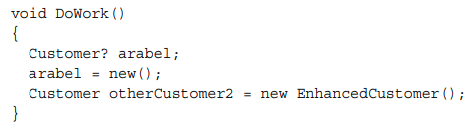 void DoWork()
{
  Customer? arabel;
  arabel = new();
  Customer otherCustomer2 = new EnhancedCustomer();
}